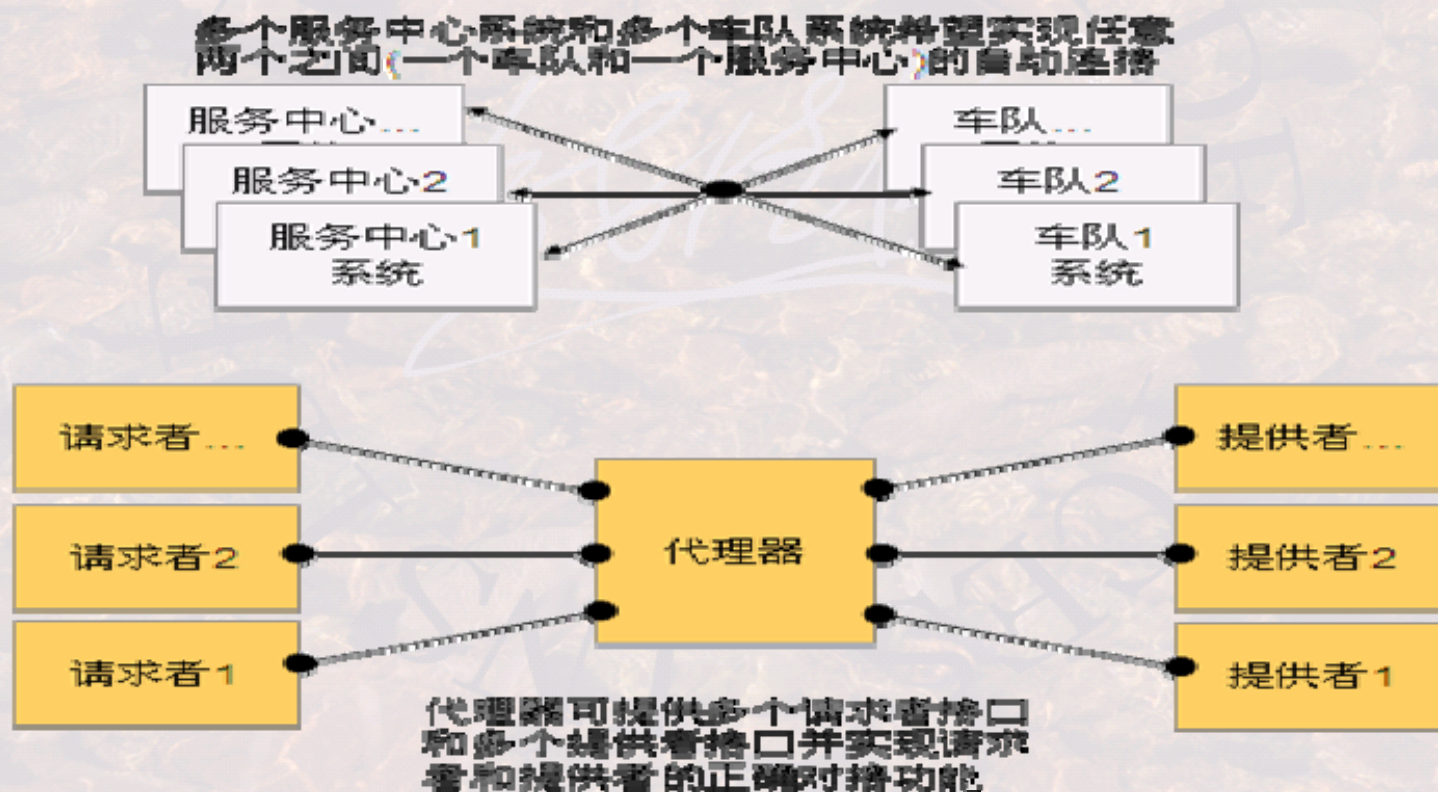 多个服务中心系统和多个车队系统希望实现任意
两个之间(一个车队和一个服务中心)的自动连接
服务中心...
车队...
服务中心2
车队2
服务中心1
系统
车队1
系统
请求者...
提供者...
请求者2
代理器
提供者2
请求者1
提供者1
代理器可提供多个请求者接口
和多个提供者接口并实现请求
者和提供者的正确对接功能